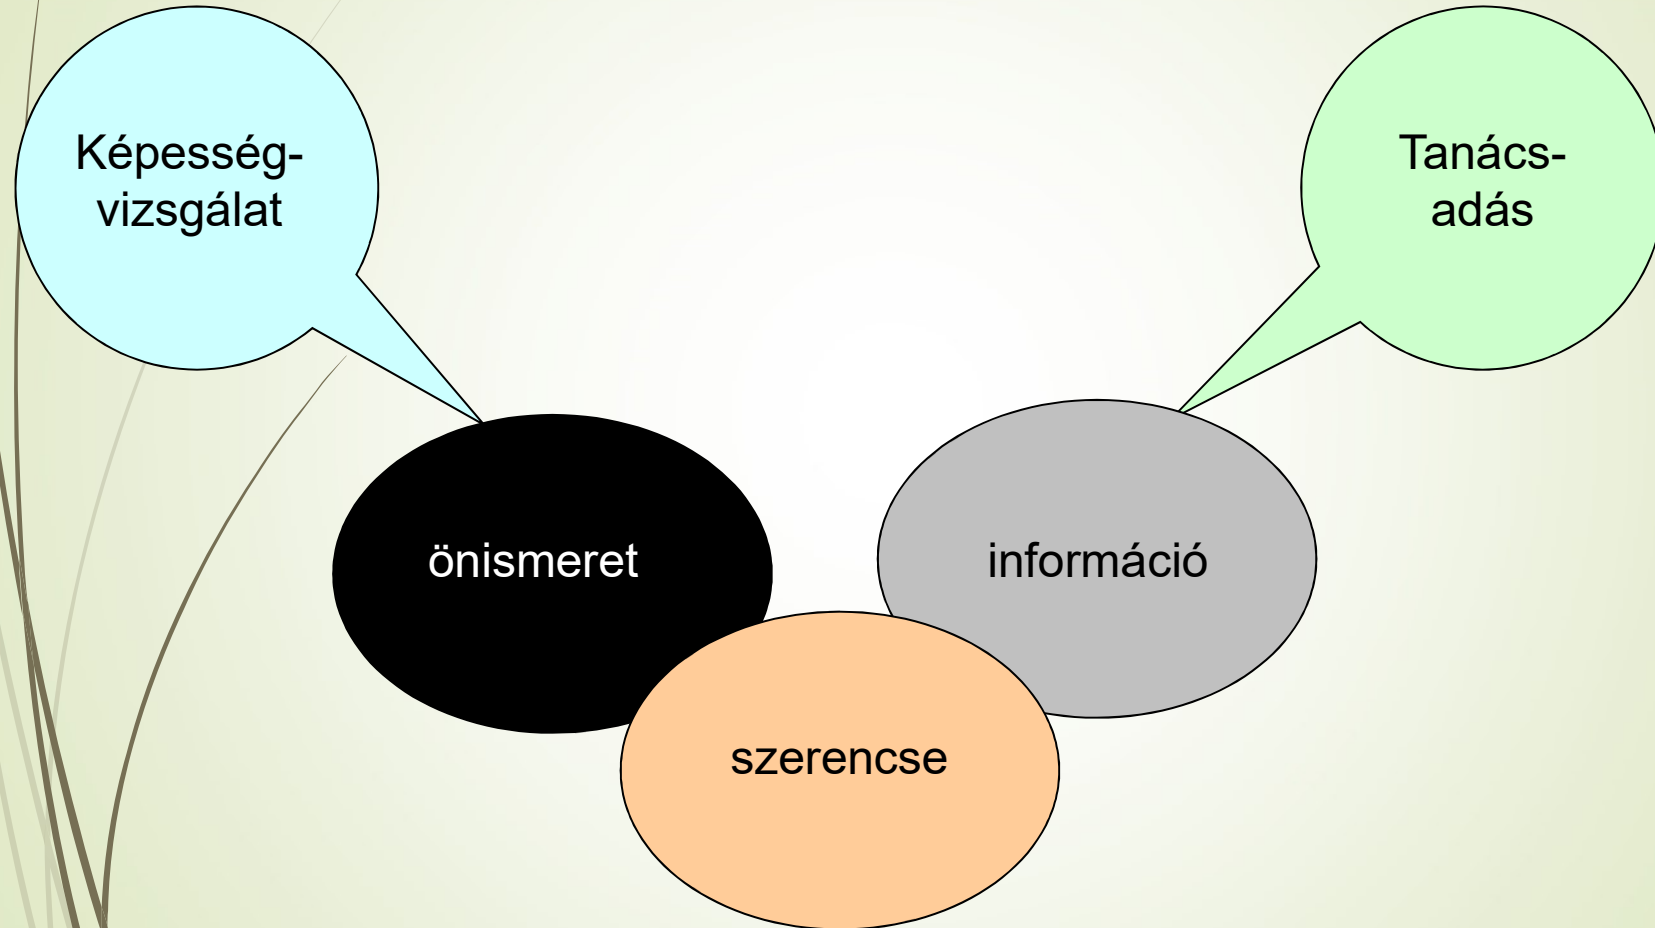 Képesség-
vizsgálat
Tanács-
adás
önismeret
információ
szerencse